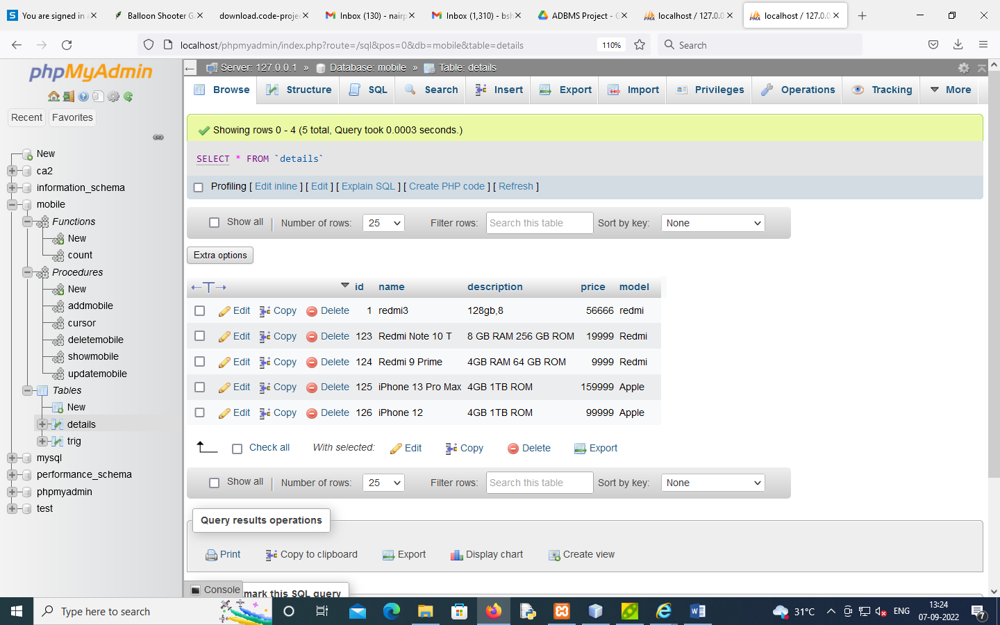 You are signed in a
Balloon Shooter Ga
download.code-projec
Inbox (130) - nairp
Inbox (1,310) - bsh
ADBMS Project - G
localhost / 127.0.0
localhost / 127.0.0
localhost/phpmyadmin/index.php?route=/sql&pos=0&db=mobile&table=details
110%
Search
phpMyAdmin
Recent
Favorites
New
ca2
information_schema
mobile
Functions
New
count
Procedures
New
addmobile
cursor
deletemobile
showmobile
updatemobile
Tables
New
details
trig
mysql
performance_schema
phpmyadmin
test
Server: 127.0.0.1 » Database: mobile » Table: details
Browse Structure SQL Search Insert Export Import Privileges Operations Tracking More
Showing rows 0 - 4 (5 total, Query took 0.0003 seconds.)
SELECT * FROM `details`
Profiling [ Edit inline ] [ Edit ] [ Explain SQL ] [ Create PHP code ] [ Refresh ]
Show all | Number of rows: 25 Filter rows: Search this table Sort by key: None
Extra options
id name description price model
Edit Copy Delete 1 redmi3 128gb,8 56666 redmi
Edit Copy Delete 123 Redmi Note 10 T 8 GB RAM 256 GB ROM 19999 Redmi
Edit Copy Delete 124 Redmi 9 Prime 4GB RAM 64 GB ROM 9999 Redmi
Edit Copy Delete 125 iPhone 13 Pro Max 4GB 1TB ROM 159999 Apple
Edit Copy Delete 126 iPhone 12 4GB 1TB ROM 99999 Apple
Check all With selected: Edit Copy Delete Export
Show all | Number of rows: 25 Filter rows: Search this table Sort by key: None
Query results operations
Print Copy to clipboard Export Display chart Create view
Console
mark this SQL query
Type here to search
31°C
ENG
13:24
07-09-2022
7